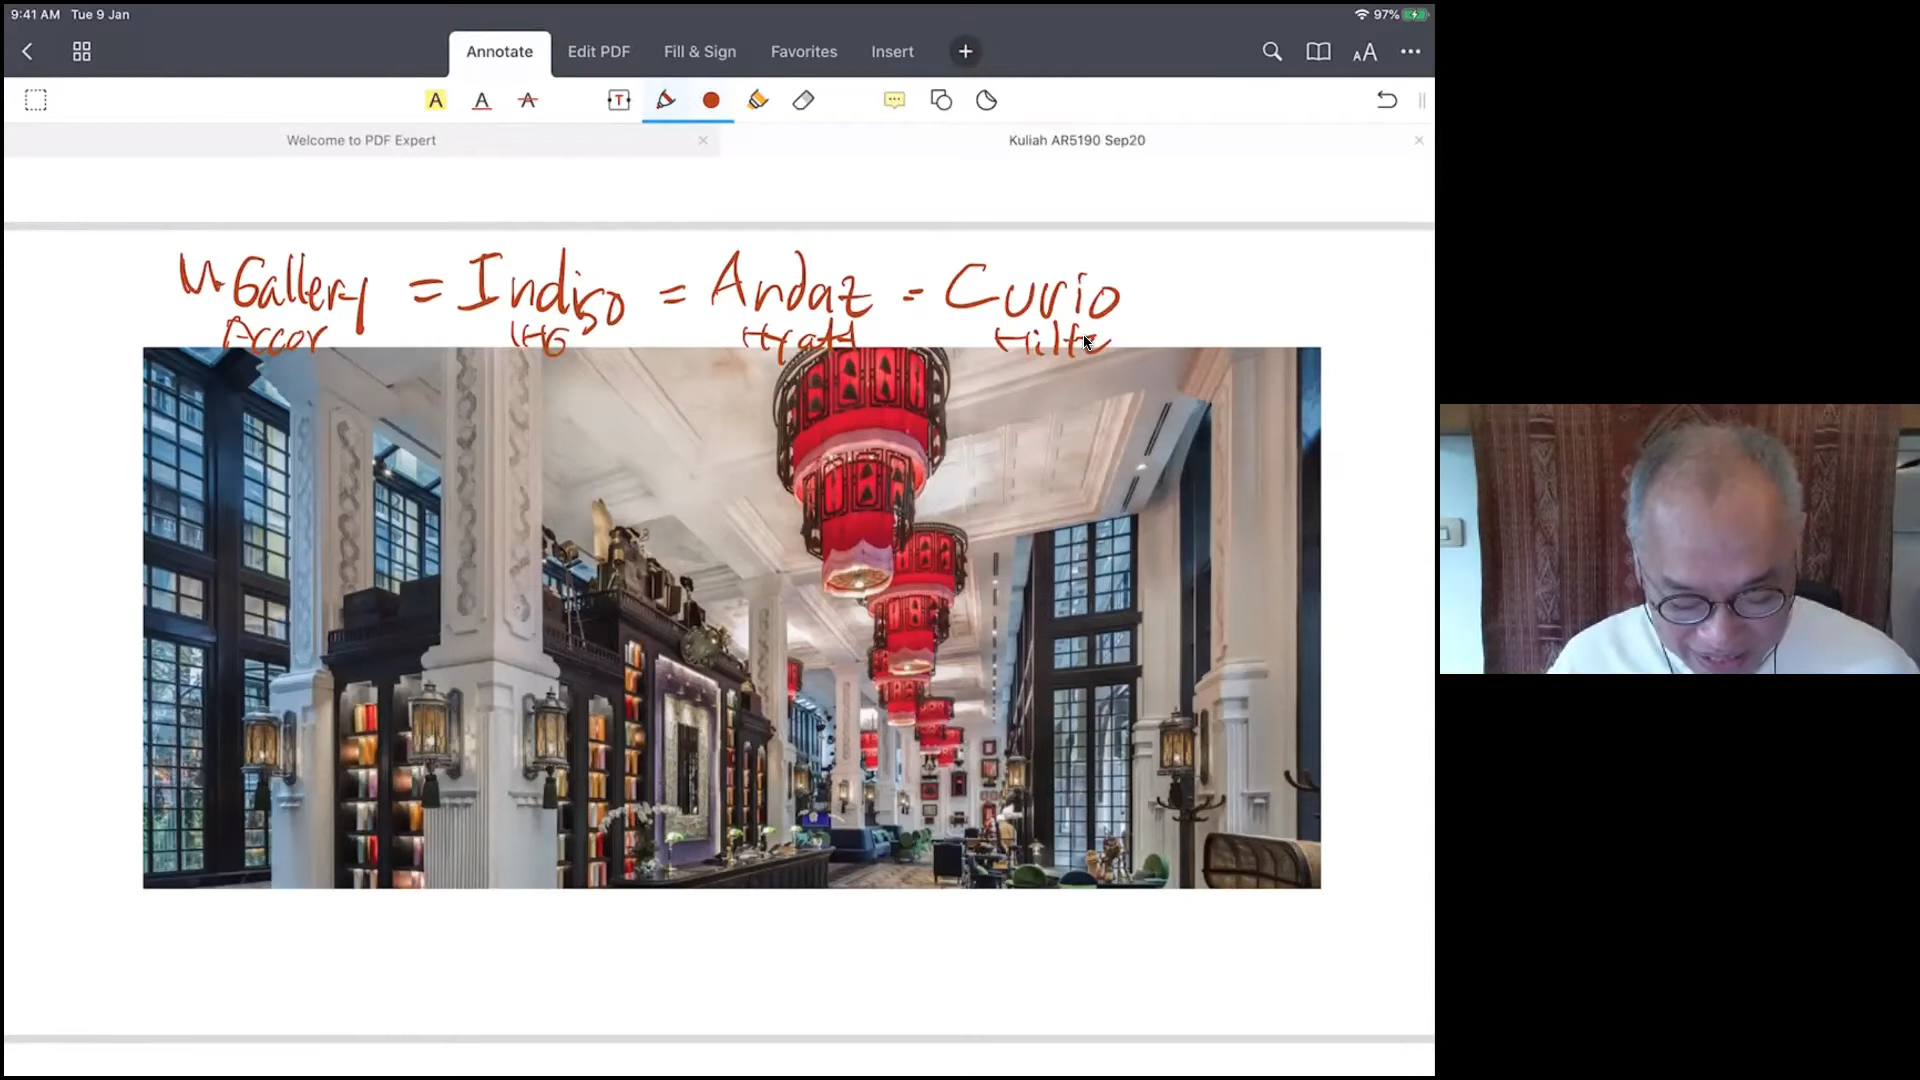 9:41 AM Tue 9 Jan 97%
Annotate Edit PDF Fill & Sign Favorites Insert + AA
A A A T
Welcome to PDF Expert Kuliah AR5190 Sep20
M.Gallery = Indigo = Andaz = Curio
Accor IHG Hyatt